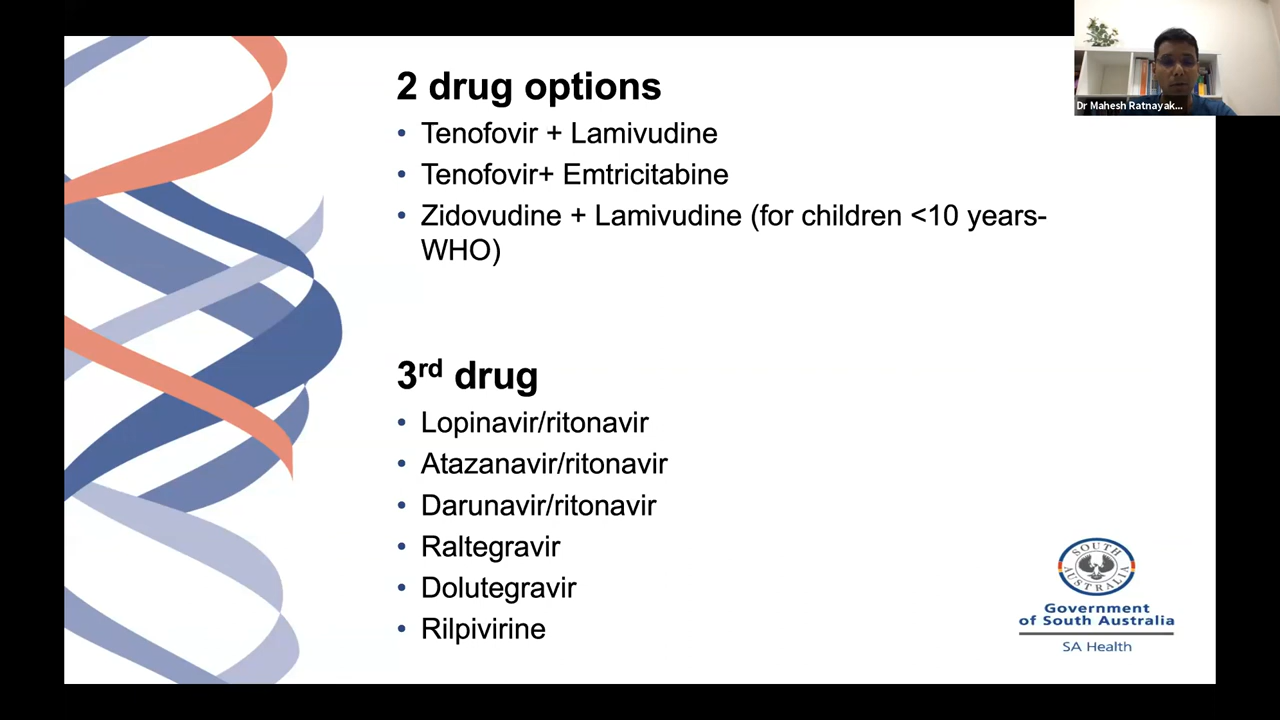 2 drug options
• Tenofovir + Lamivudine
• Tenofovir+ Emtricitabine
• Zidovudine + Lamivudine (for children <10 years-
WHO)
3rd drug
• Lopinavir/ritonavir
• Atazanavir/ritonavir
• Darunavir/ritonavir
• Raltegravir
• Dolutegravir
• Rilpivirine
Dr Mahesh Ratnayak...
SOUTH
AUSTRALIA
Government
of South Australia
SA Health